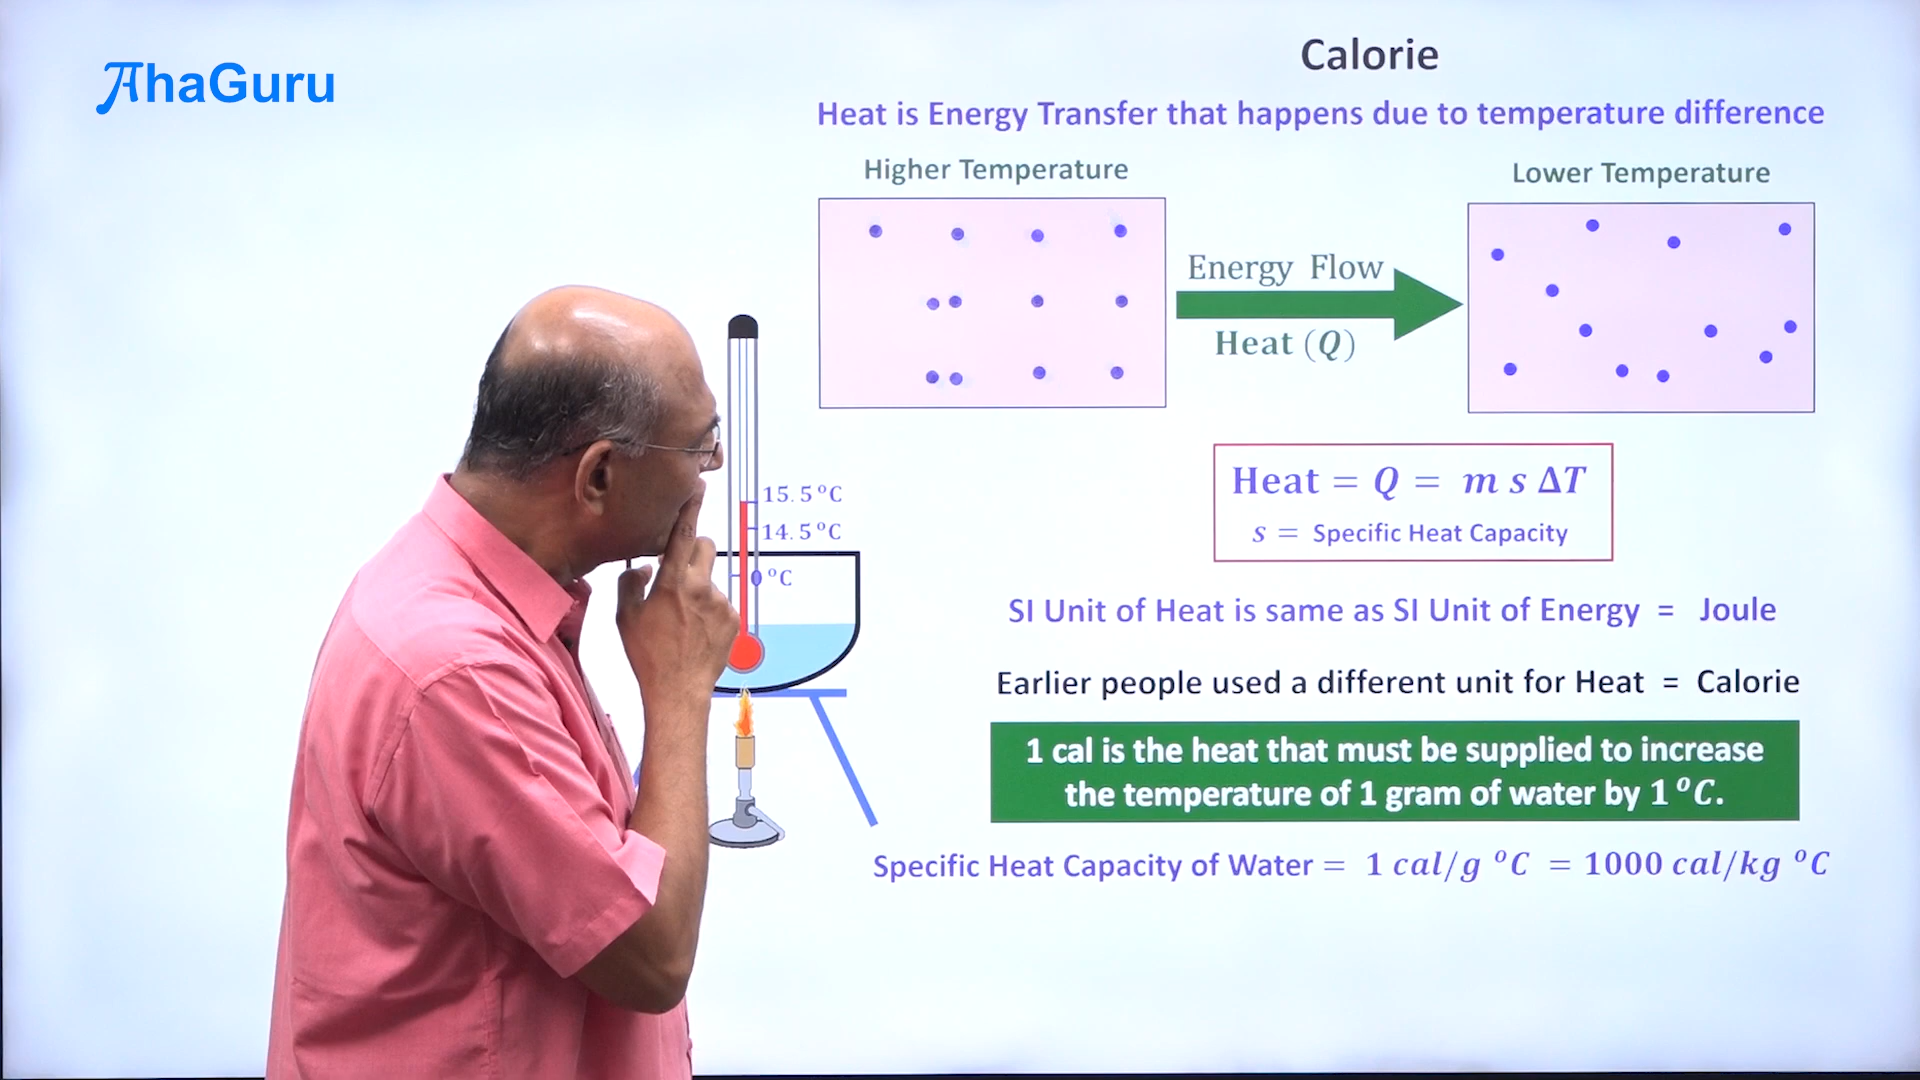 AhaGuru
Calorie
Heat is Energy Transfer that happens due to temperature difference
Higher Temperature
Lower Temperature
Energy Flow
Heat (Q)
Heat = Q = m s ΔT
s = Specific Heat Capacity
15.5 °C
14.5 °C
0 °C
SI Unit of Heat is same as SI Unit of Energy = Joule
Earlier people used a different unit for Heat = Calorie
1 cal is the heat that must be supplied to increase
the temperature of 1 gram of water by 1 °C.
Specific Heat Capacity of Water = 1 cal/g °C = 1000 cal/kg °C